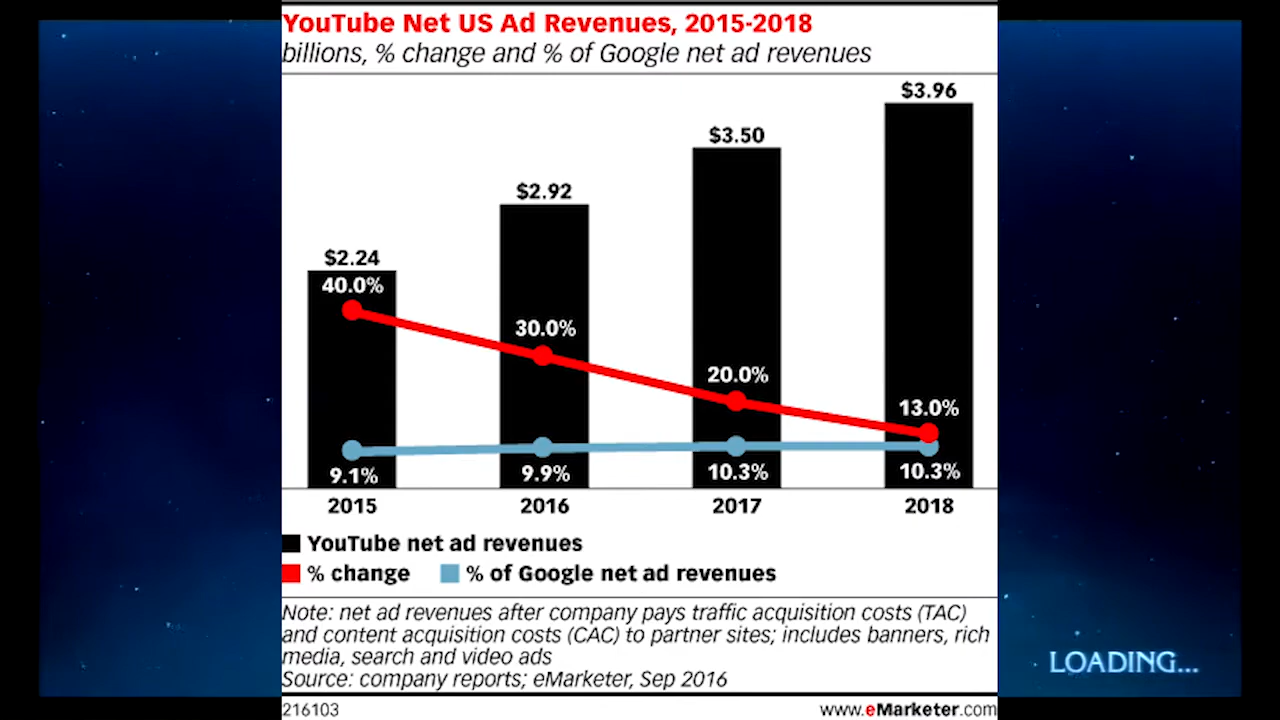 YouTube Net US Ad Revenues, 2015-2018
billions, % change and % of Google net ad revenues
$3.96
$3.50
$2.92
$2.24
40.0%
30.0%
20.0%
13.0%
9.1%
9.9%
10.3%
10.3%
2015 2016 2017 2018
YouTube net ad revenues
% change % of Google net ad revenues
Note: net ad revenues after company pays traffic acquisition costs (TAC)
and content acquisition costs (CAC) to partner sites; includes banners, rich
media, search and video ads
Source: company reports; eMarketer, Sep 2016
216103 www.eMarketer.com
LOADING...